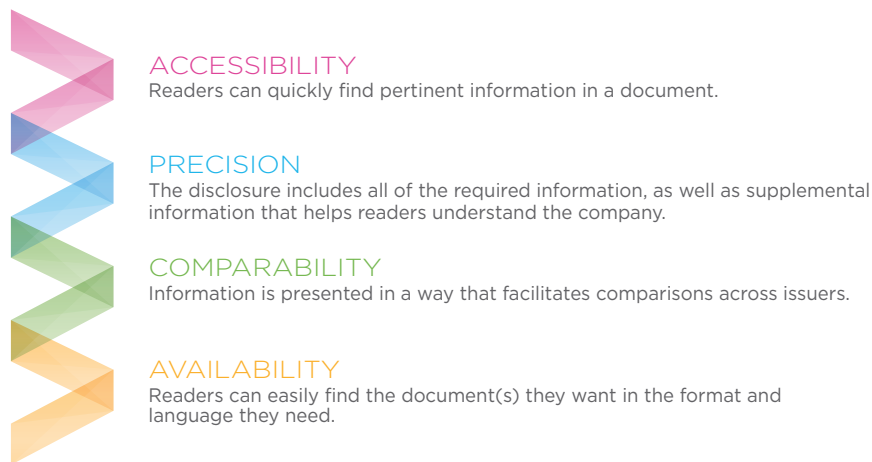 ACCESSIBILITY
Readers can quickly find pertinent information in a document.
PRECISION
The disclosure includes all of the required information, as well as supplemental
information that helps readers understand the company.
COMPARABILITY
Information is presented in a way that facilitates comparisons across issuers.
AVAILABILITY
Readers can easily find the document(s) they want in the format and
language they need.